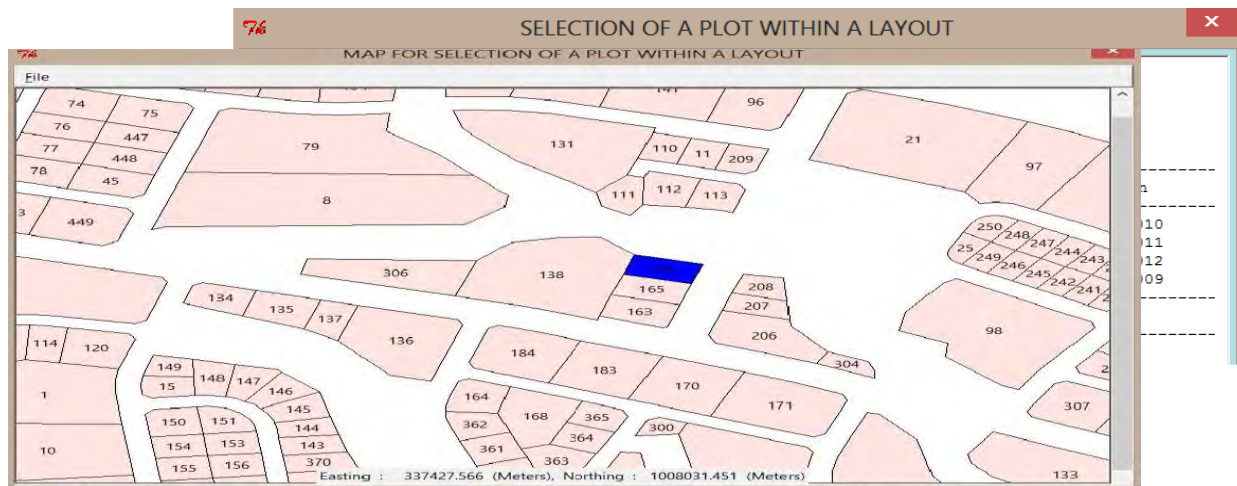 SELECTION OF A PLOT WITHIN A LAYOUT
MAP FOR SELECTION OF A PLOT WITHIN A LAYOUT
File
74 75 141 96
76 447 131 21
77 448 79 110 11 209 97
78 45 111 112 113
449 8 250 248 247 244 243
25 249 246 245 242 241
306 138 165 208
134 135 137 163 207 98
114 120 136 206
149 148 147 146 184 183 304
15 170
1 145 164 168 365 171 307
150 151 144 362 300
154 153 143 364
10 155 156 370 361 363 133
Easting : 337427.566 (Meters), Northing : 1008031.451 (Meters)
010
011
012
009